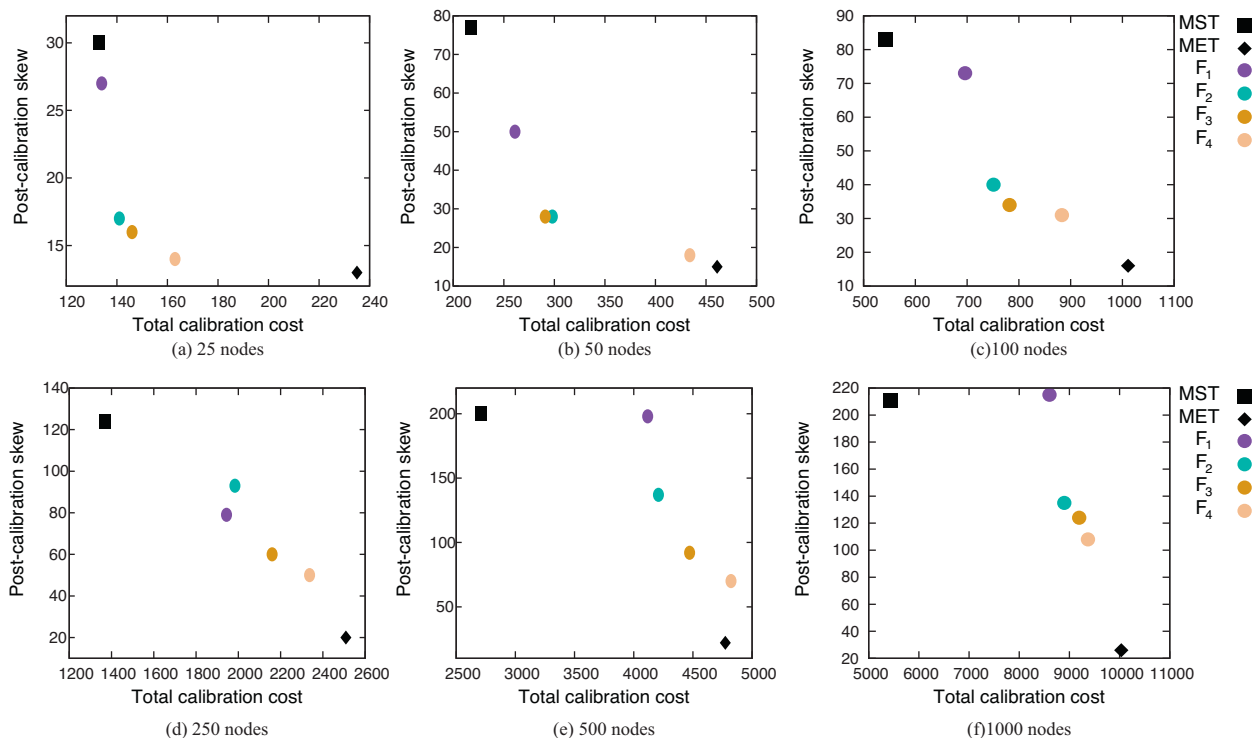 30
25
20
15
120 140 160 180 200 220 240
Post-calibration skew
Total calibration cost
(a) 25 nodes
80
70
60
50
40
30
20
10
200 250 300 350 400 450 500
Post-calibration skew
Total calibration cost
(b) 50 nodes
90
80
70
60
50
40
30
20
10
500 600 700 800 900 1000 1100
Post-calibration skew
Total calibration cost
(c)100 nodes
MST
MET
F1
F2
F3
F4
140
120
100
80
60
40
20
1200 1400 1600 1800 2000 2200 2400 2600
Post-calibration skew
Total calibration cost
(d) 250 nodes
200
150
100
50
2500 3000 3500 4000 4500 5000
Post-calibration skew
Total calibration cost
(e) 500 nodes
220
200
180
160
140
120
100
80
60
40
20
5000 6000 7000 8000 9000 10000 11000
Post-calibration skew
Total calibration cost
(f)1000 nodes
MST
MET
F1
F2
F3
F4